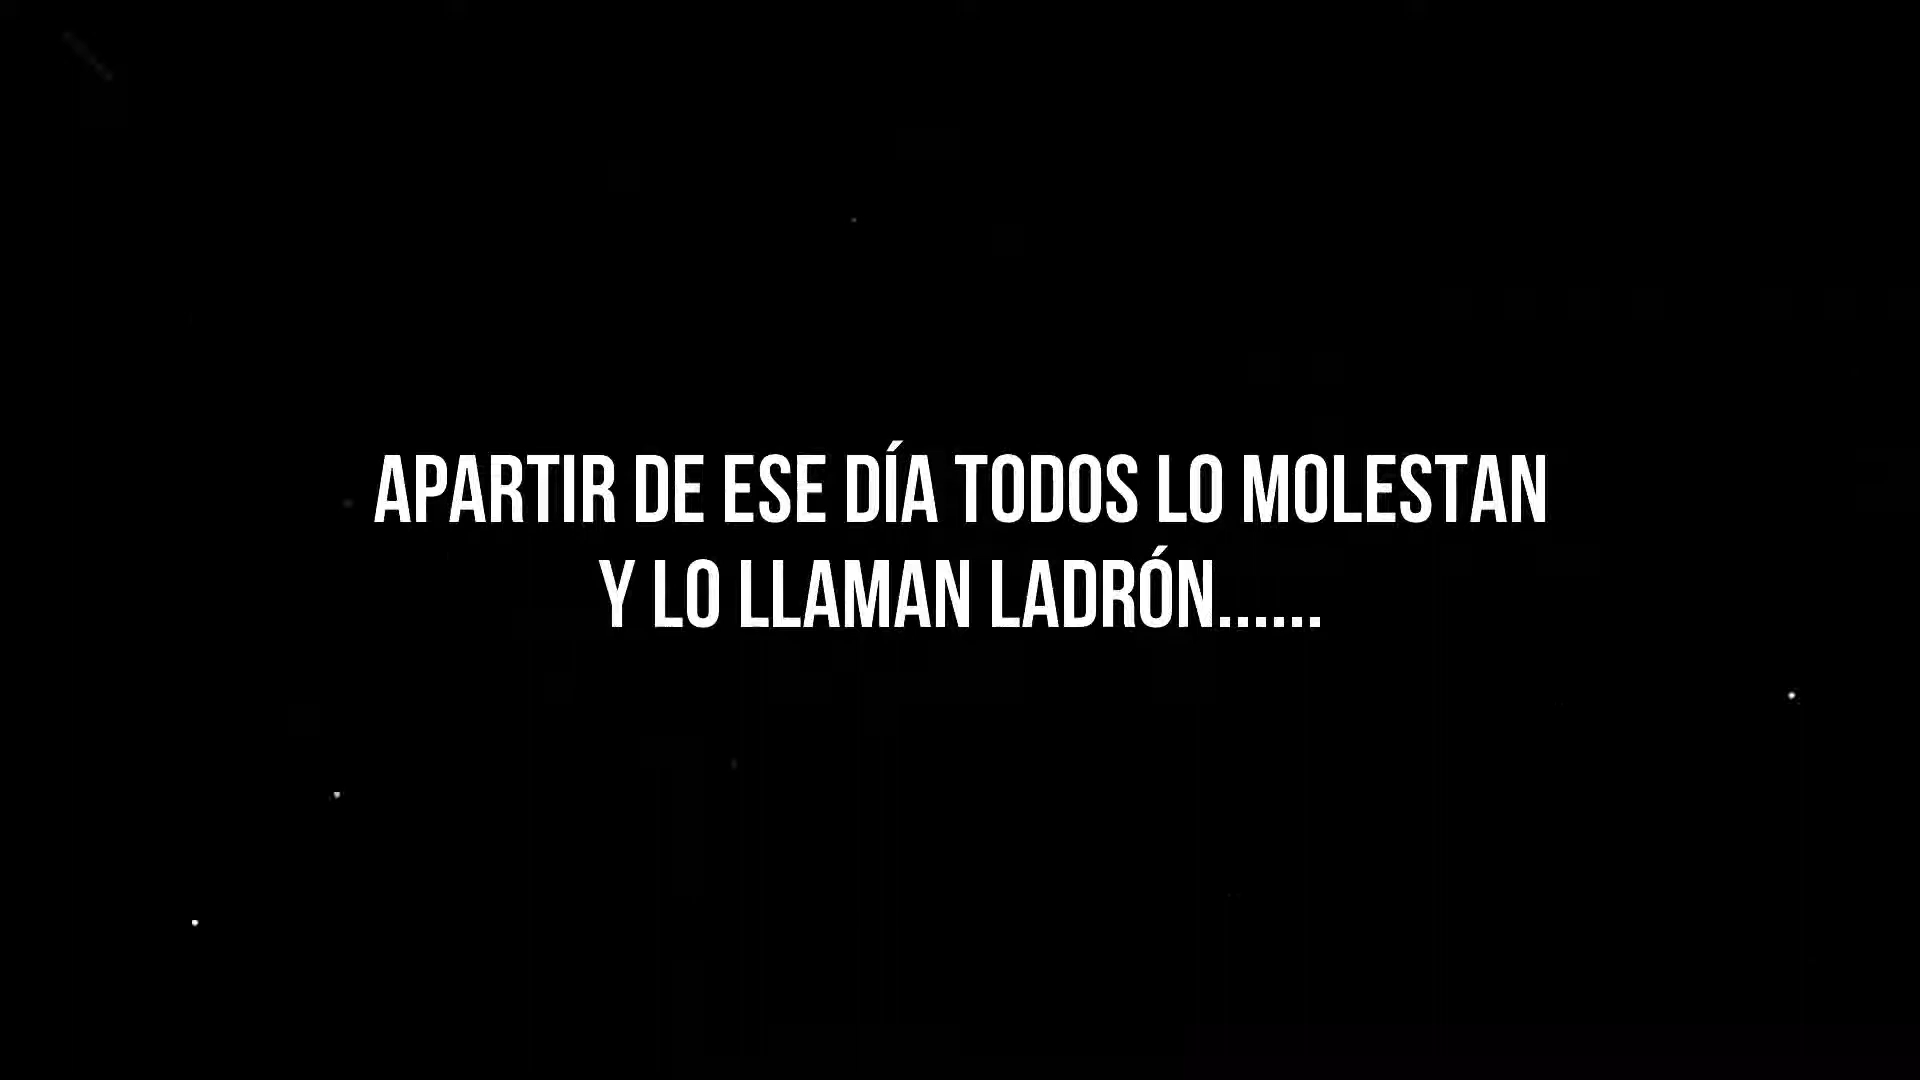 APARTIR DE ESE DÍA TODOS LO MOLESTAN
Y LO LLAMAN LADRÓN......